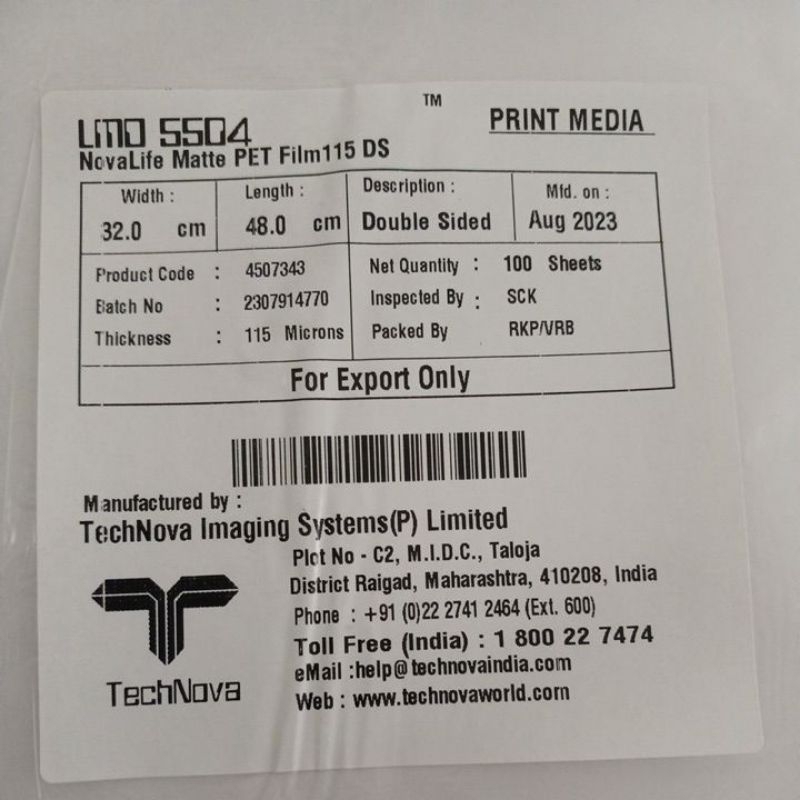 LMD 5504 ™ PRINT MEDIA
NovaLife Matte PET Film115 DS
Width : Length : Description : Mfd. on :
32.0 cm 48.0 cm Double Sided Aug 2023
Product Code : 4507343 Net Quantity : 100 Sheets
Batch No : 2307914770 Inspected By : SCK
Thickness : 115 Microns Packed By RKP/VRB
For Export Only
Manufactured by :
TechNova Imaging Systems(P) Limited
Plot No - C2, M.I.D.C., Taloja
District Raigad, Maharashtra, 410208, India
Phone : +91 (0)22 2741 2464 (Ext. 600)
Toll Free (India) : 1 800 22 7474
eMail :help@technovaindia.com
Web : www.technovaworld.com
TechNova